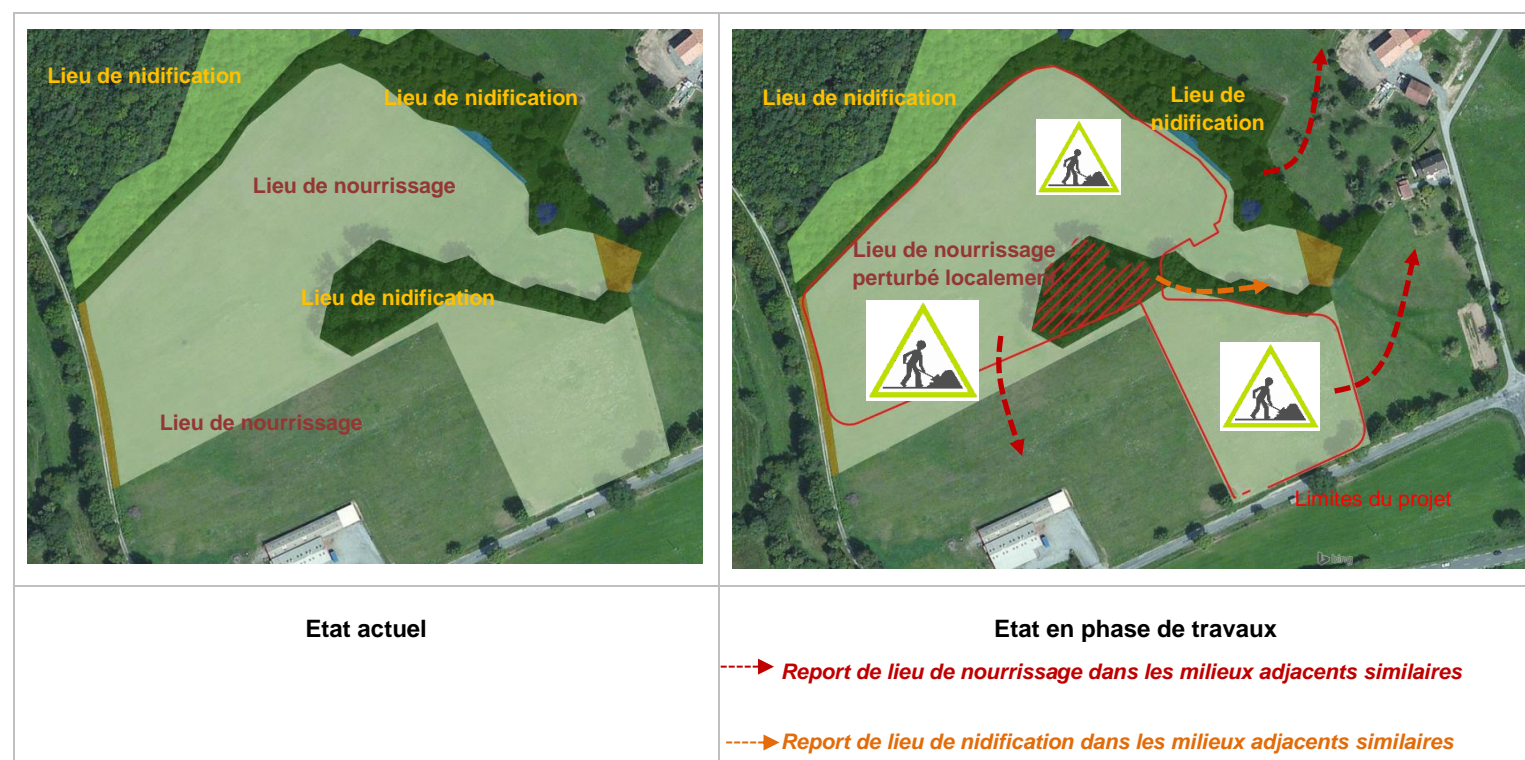 Lieu de nidification
Lieu de nidification
Lieu de nourrissage
Lieu de nidification
Lieu de nourrissage
Lieu de nidification
Lieu de
nidification
Lieu de nourrissage
perturbé localement
Limites du projet
bing
Etat actuel
Etat en phase de travaux
Report de lieu de nourrissage dans les milieux adjacents similaires
Report de lieu de nidification dans les milieux adjacents similaires